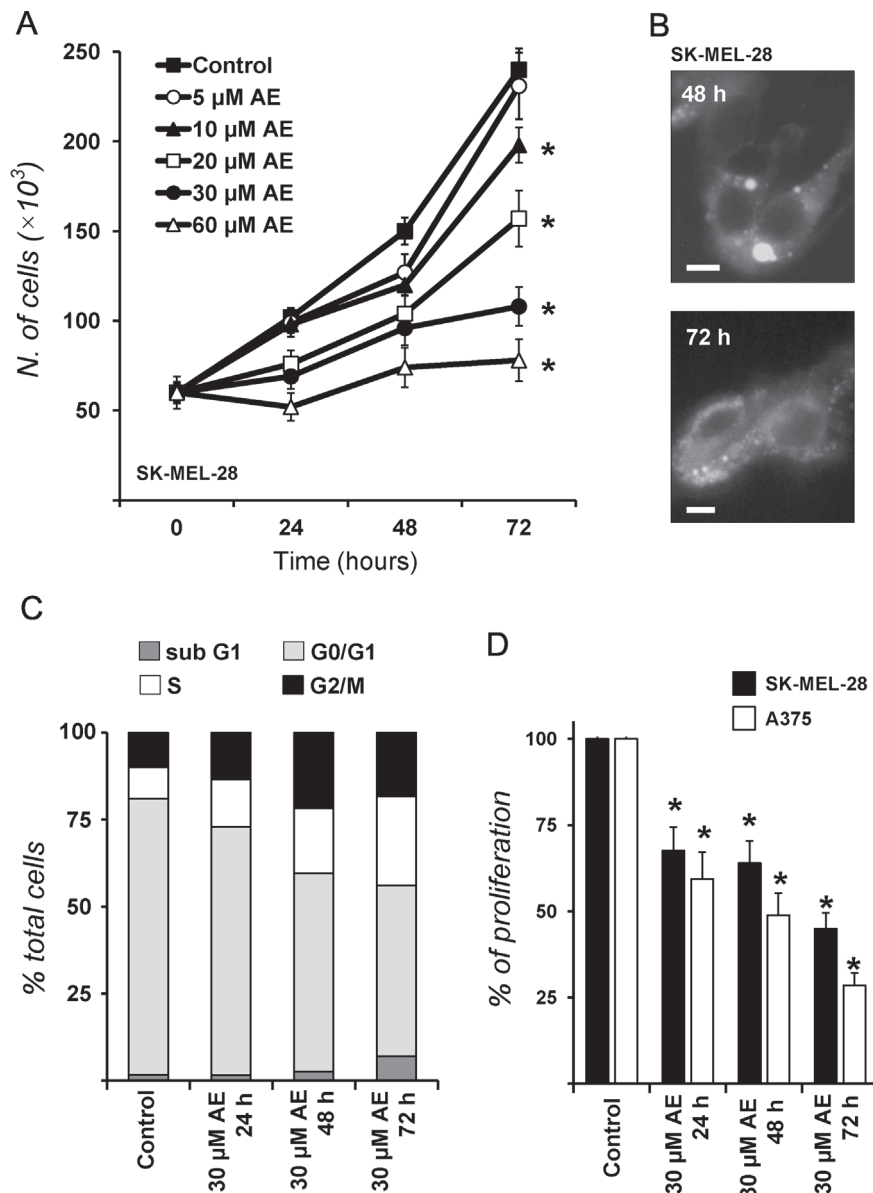 A
250
200
150
100
50
N. of cells (×10³)
Control
5 µM AE
10 µM AE
20 µM AE
30 µM AE
60 µM AE
*
*
*
*
SK-MEL-28
0 24 48 72
Time (hours)
B
SK-MEL-28
48 h
72 h
C
sub G1 G0/G1
S G2/M
100
75
50
25
% total cells
Control
30 µM AE
24 h
30 µM AE
48 h
30 µM AE
72 h
D
SK-MEL-28
A375
100
75
50
25
% of proliferation
* * * * * *
Control
30 µM AE
24 h
30 µM AE
48 h
30 µM AE
72 h